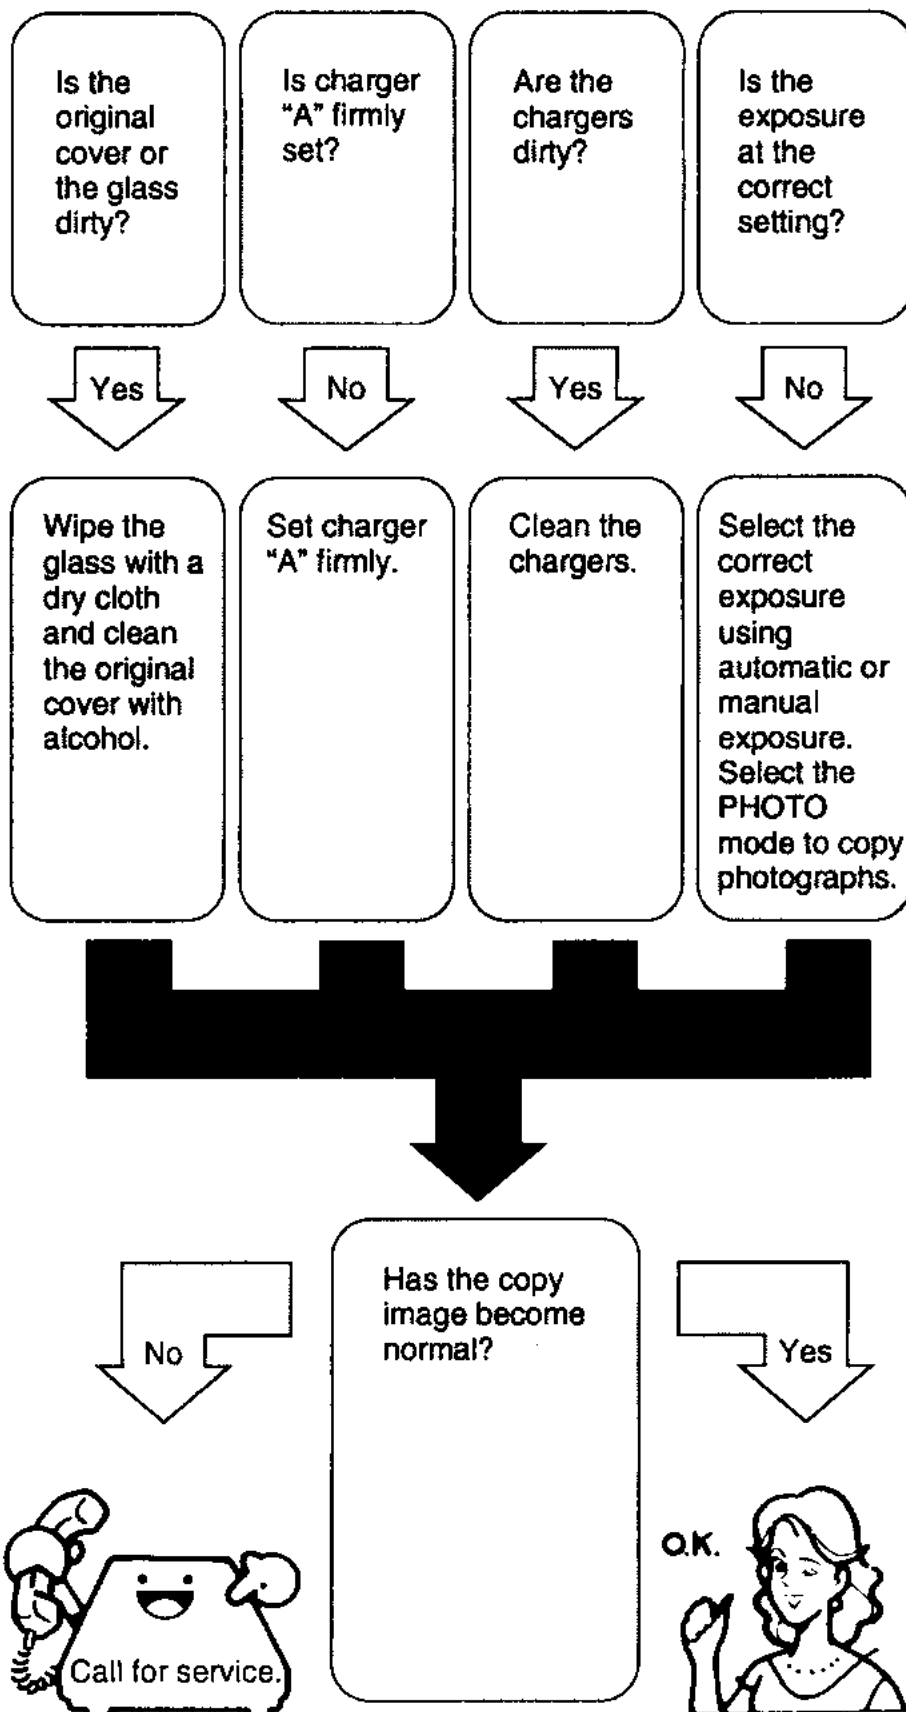 Is the
original
cover or
the glass
dirty?
Is charger
“A” firmly
set?
Are the
chargers
dirty?
Is the
exposure
at the
correct
setting?
Yes
No
Yes
No
Wipe the
glass with a
dry cloth
and clean
the original
cover with
alcohol.
Set charger
“A” firmly.
Clean the
chargers.
Select the
correct
exposure
using
automatic or
manual
exposure.
Select the
PHOTO
mode to copy
photographs.
Has the copy
image become
normal?
No
Yes
O.K.
Call for service.